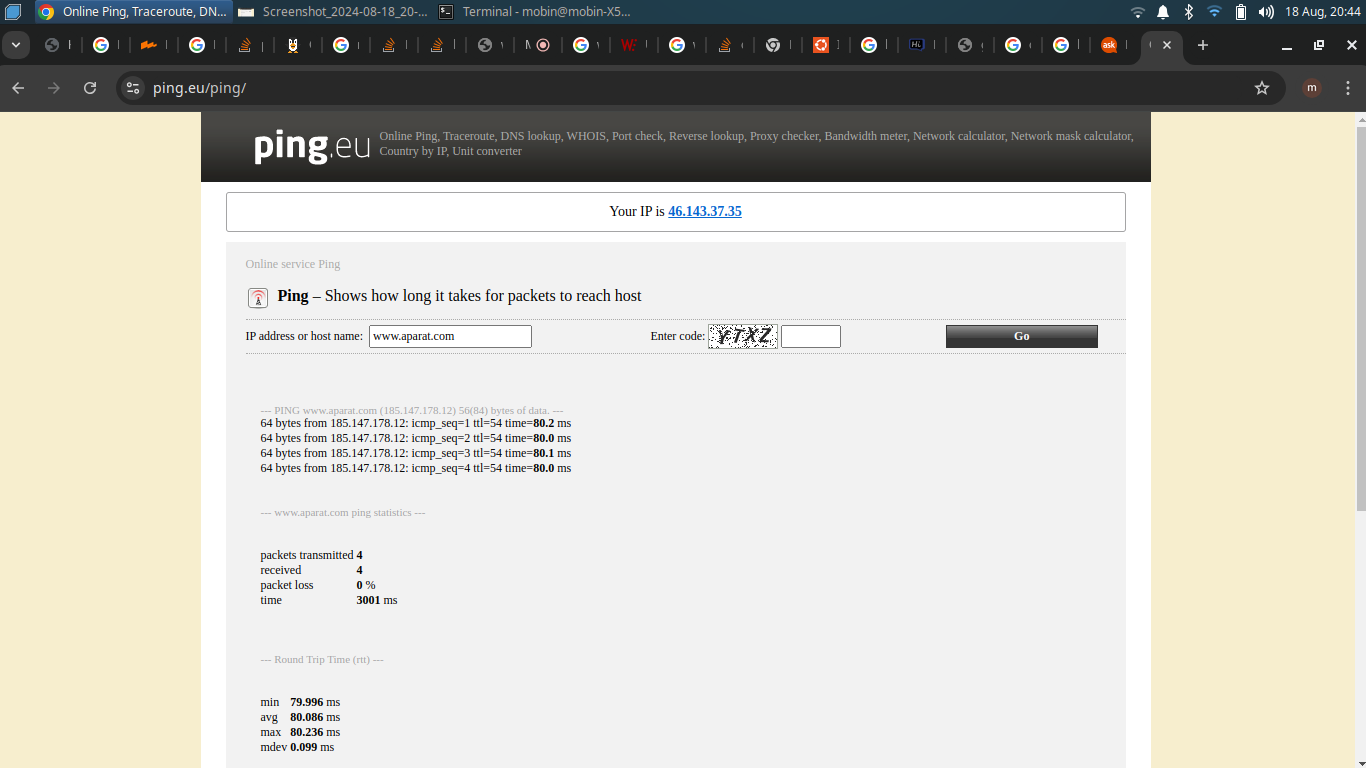 Online Ping, Traceroute, DN... Screenshot_2024-08-18_20-... Terminal - mobin@mobin-X5... 18 Aug, 20:44
ping.eu/ping/
m
ping.eu
Online Ping, Traceroute, DNS lookup, WHOIS, Port check, Reverse lookup, Proxy checker, Bandwidth meter, Network calculator, Network mask calculator,
Country by IP, Unit converter
Your IP is 46.143.37.35
Online service Ping
Ping – Shows how long it takes for packets to reach host
IP address or host name: www.aparat.com Enter code: YTXZ Go
--- PING www.aparat.com (185.147.178.12) 56(84) bytes of data. ---
64 bytes from 185.147.178.12: icmp_seq=1 ttl=54 time=80.2 ms
64 bytes from 185.147.178.12: icmp_seq=2 ttl=54 time=80.0 ms
64 bytes from 185.147.178.12: icmp_seq=3 ttl=54 time=80.1 ms
64 bytes from 185.147.178.12: icmp_seq=4 ttl=54 time=80.0 ms
--- www.aparat.com ping statistics ---
packets transmitted 4
received 4
packet loss 0 %
time 3001 ms
--- Round Trip Time (rtt) ---
min 79.996 ms
avg 80.086 ms
max 80.236 ms
mdev 0.099 ms